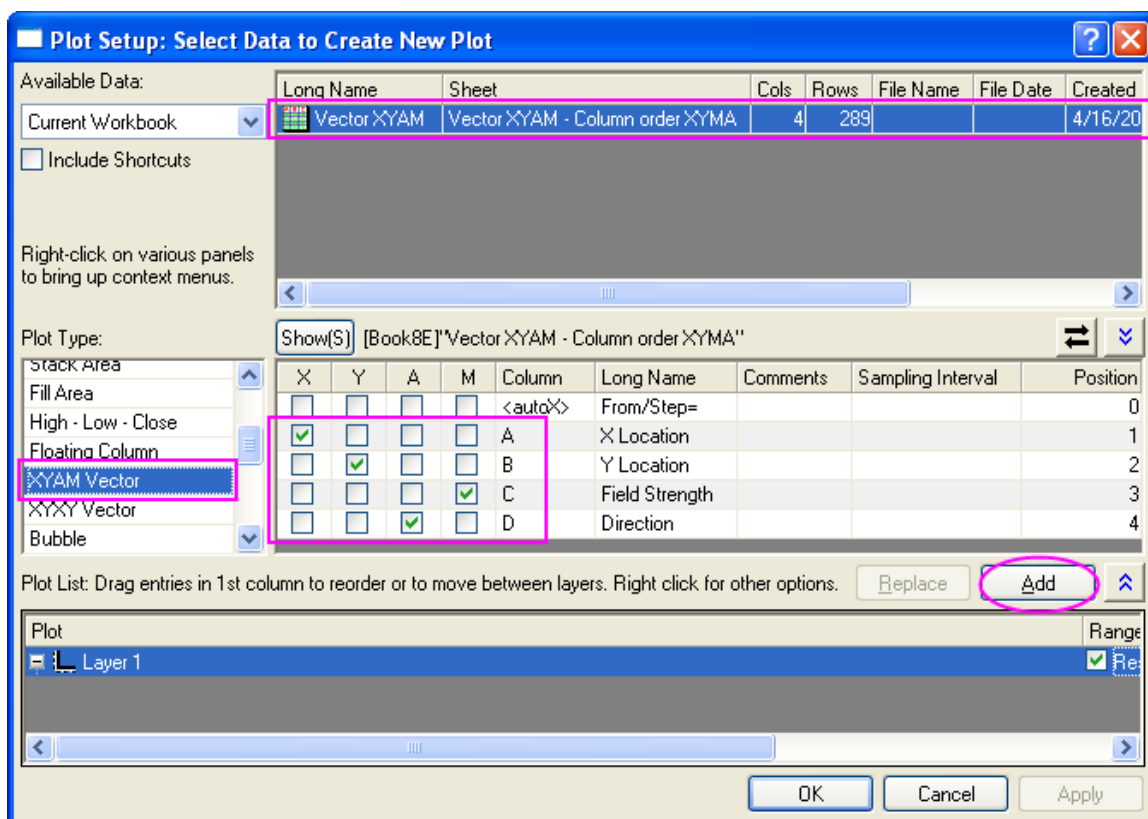 Plot Setup: Select Data to Create New Plot
Available Data:
Current Workbook
Include Shortcuts
Right-click on various panels
to bring up context menus.
Long Name Sheet Cols Rows File Name File Date Created
Vector XYAM Vector XYAM - Column order XYMA 4 289 4/16/20
Plot Type:
Stack Area
Fill Area
High - Low - Close
Floating Column
XYAM Vector
XYXY Vector
Bubble
Show(S) [Book8E]"Vector XYAM - Column order XYMA"
X Y A M Column Long Name Comments Sampling Interval Position
<autoX> From/Step= 0
A X Location 1
B Y Location 2
C Field Strength 3
D Direction 4
Plot List: Drag entries in 1st column to reorder or to move between layers. Right click for other options.
Replace Add
Plot Range
Layer 1 Re
OK Cancel Apply